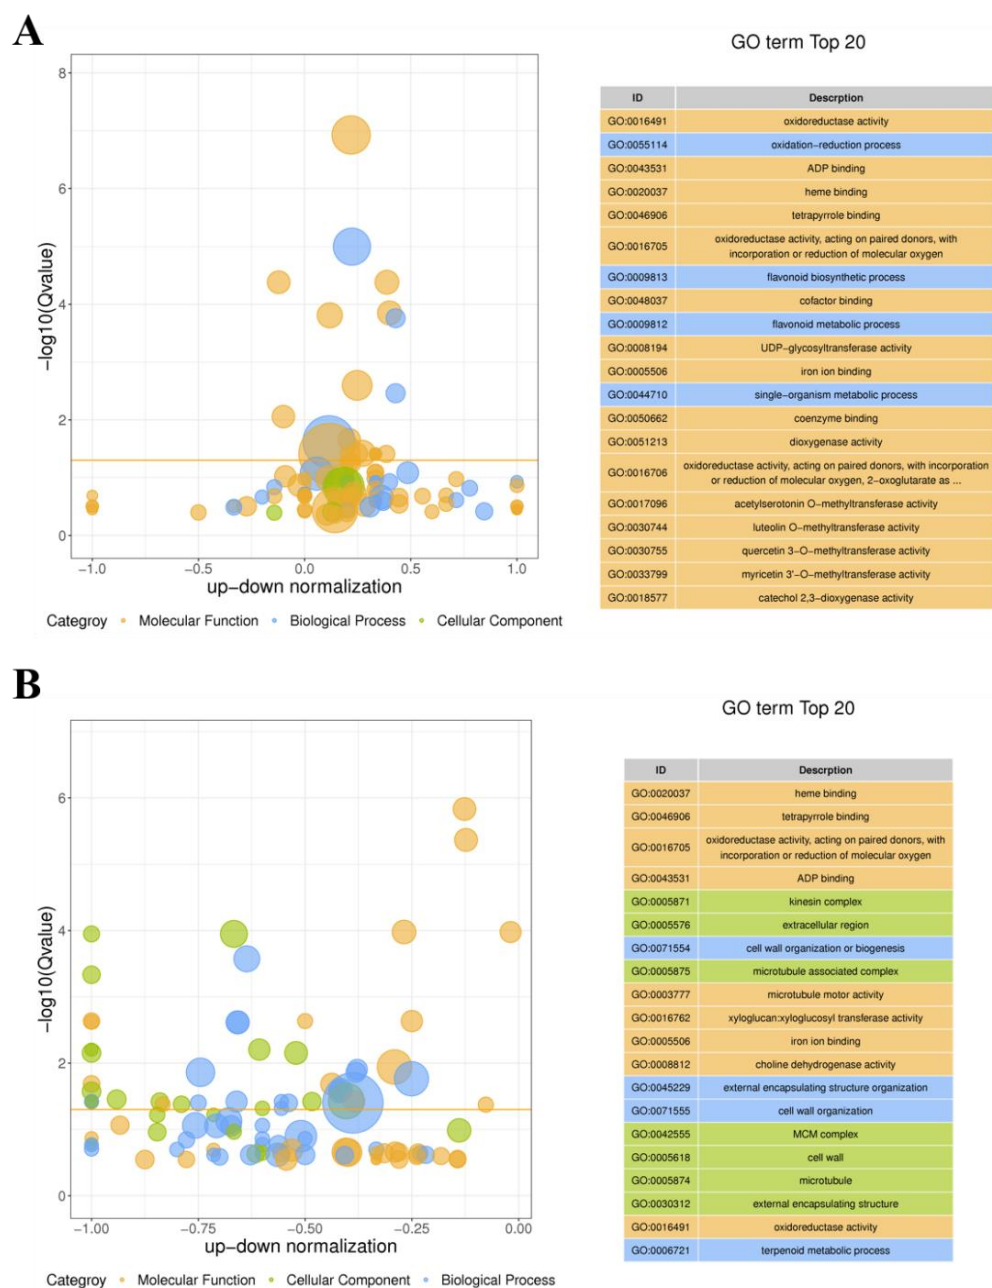 A
GO term Top 20
8
6
4
2
0
-log10(Qvalue)
-1.0 -0.5 0.0 0.5 1.0
up-down normalization
Categroy Molecular Function Biological Process Cellular Component
ID Descrption
GO:0016491 oxidoreductase activity
GO:0055114 oxidation-reduction process
GO:0043531 ADP binding
GO:0020037 heme binding
GO:0046906 tetrapyrrole binding
GO:0016705 oxidoreductase activity, acting on paired donors, with
incorporation or reduction of molecular oxygen
GO:0009813 flavonoid biosynthetic process
GO:0048037 cofactor binding
GO:0009812 flavonoid metabolic process
GO:0008194 UDP-glycosyltransferase activity
GO:0005506 iron ion binding
GO:0044710 single-organism metabolic process
GO:0050662 coenzyme binding
GO:0051213 dioxygenase activity
GO:0016706 oxidoreductase activity, acting on paired donors, with incorporation
or reduction of molecular oxygen, 2-oxoglutarate as ...
GO:0017096 acetylserotonin O-methyltransferase activity
GO:0030744 luteolin O-methyltransferase activity
GO:0030755 quercetin 3-O-methyltransferase activity
GO:0033799 myricetin 3'-O-methyltransferase activity
GO:0018577 catechol 2,3-dioxygenase activity
B
GO term Top 20
6
4
2
0
-log10(Qvalue)
-1.00 -0.75 -0.50 -0.25 0.00
up-down normalization
Categroy Molecular Function Cellular Component Biological Process
ID Descrption
GO:0020037 heme binding
GO:0046906 tetrapyrrole binding
GO:0016705 oxidoreductase activity, acting on paired donors, with
incorporation or reduction of molecular oxygen
GO:0043531 ADP binding
GO:0005871 kinesin complex
GO:0005576 extracellular region
GO:0071554 cell wall organization or biogenesis
GO:0005875 microtubule associated complex
GO:0003777 microtubule motor activity
GO:0016762 xyloglucan:xyloglucosyl transferase activity
GO:0005506 iron ion binding
GO:0008812 choline dehydrogenase activity
GO:0045229 external encapsulating structure organization
GO:0071555 cell wall organization
GO:0042555 MCM complex
GO:0005618 cell wall
GO:0005874 microtubule
GO:0030312 external encapsulating structure
GO:0016491 oxidoreductase activity
GO:0006721 terpenoid metabolic process